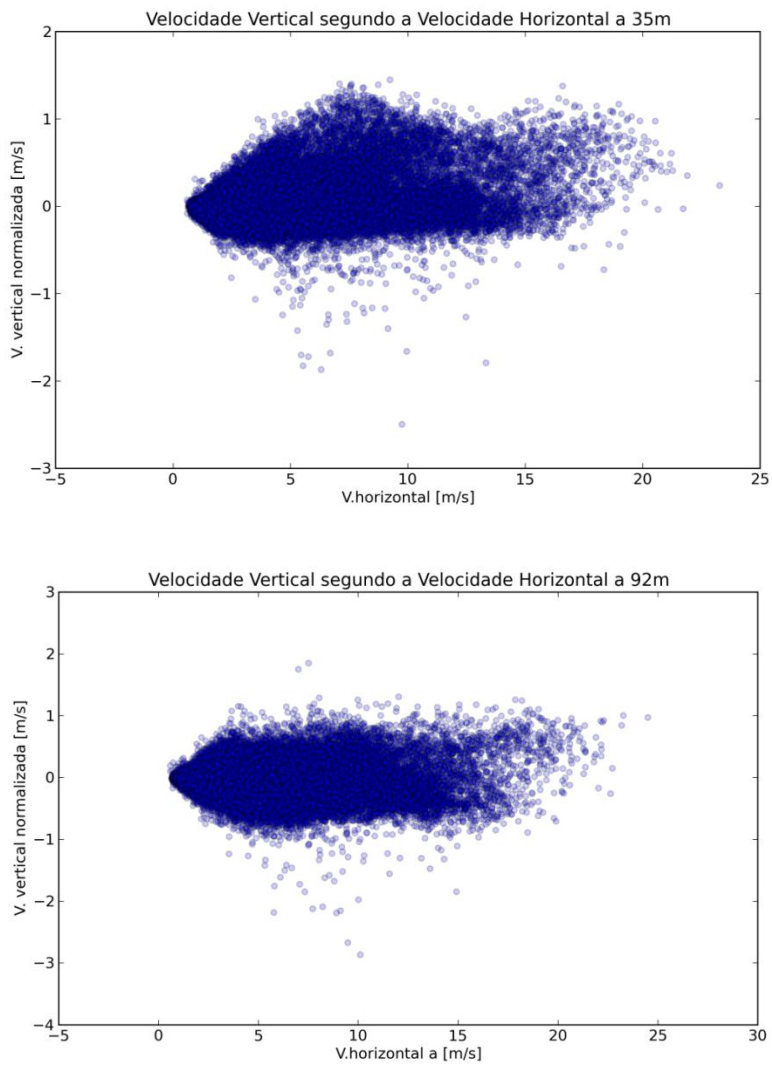 Velocidade Vertical segundo a Velocidade Horizontal a 35m
2
1
0
−1
−2
−3
V. vertical normalizada [m/s]
−5 0 5 10 15 20 25
V.horizontal [m/s]
Velocidade Vertical segundo a Velocidade Horizontal a 92m
3
2
1
0
−1
−2
−3
−4
V. vertical normalizada [m/s]
−5 0 5 10 15 20 25 30
V.horizontal a [m/s]